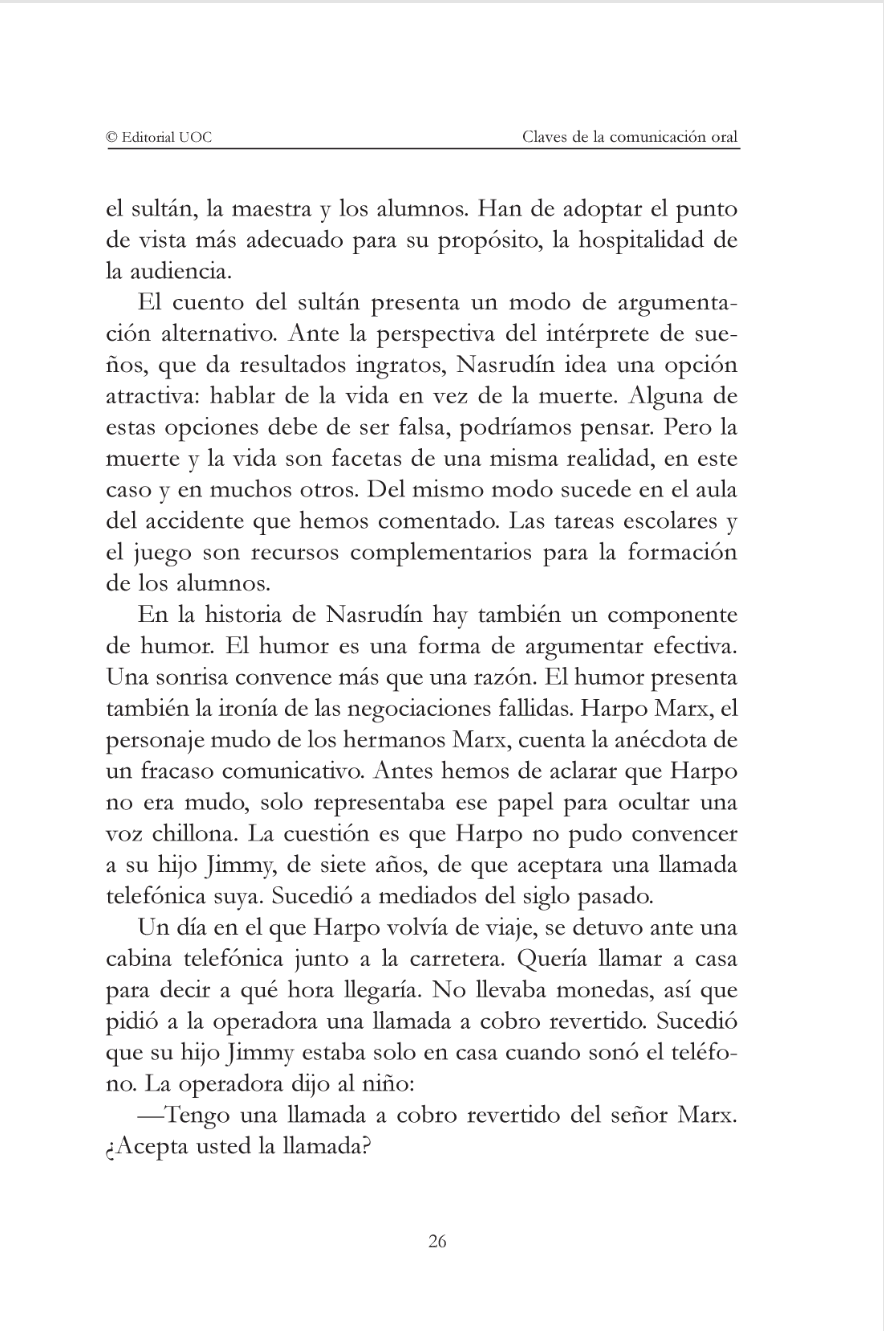 © Editorial UOC
Claves de la comunicación oral
el sultán, la maestra y los alumnos. Han de adoptar el punto
de vista más adecuado para su propósito, la hospitalidad de
la audiencia.
El cuento del sultán presenta un modo de argumenta-
ción alternativo. Ante la perspectiva del intérprete de sue-
ños, que da resultados ingratos, Nasrudín idea una opción
atractiva: hablar de la vida en vez de la muerte. Alguna de
estas opciones debe de ser falsa, podríamos pensar. Pero la
muerte y la vida son facetas de una misma realidad, en este
caso y en muchos otros. Del mismo modo sucede en el aula
del accidente que hemos comentado. Las tareas escolares y
el juego son recursos complementarios para la formación
de los alumnos.
En la historia de Nasrudín hay también un componente
de humor. El humor es una forma de argumentar efectiva.
Una sonrisa convence más que una razón. El humor presenta
también la ironía de las negociaciones fallidas. Harpo Marx, el
personaje mudo de los hermanos Marx, cuenta la anécdota de
un fracaso comunicativo. Antes hemos de aclarar que Harpo
no era mudo, solo representaba ese papel para ocultar una
voz chillona. La cuestión es que Harpo no pudo convencer
a su hijo Jimmy, de siete años, de que aceptara una llamada
telefónica suya. Sucedió a mediados del siglo pasado.
Un día en el que Harpo volvía de viaje, se detuvo ante una
cabina telefónica junto a la carretera. Quería llamar a casa
para decir a qué hora llegaría. No llevaba monedas, así que
pidió a la operadora una llamada a cobro revertido. Sucedió
que su hijo Jimmy estaba solo en casa cuando sonó el teléfo-
no. La operadora dijo al niño:
—Tengo una llamada a cobro revertido del señor Marx.
¿Acepta usted la llamada?
26